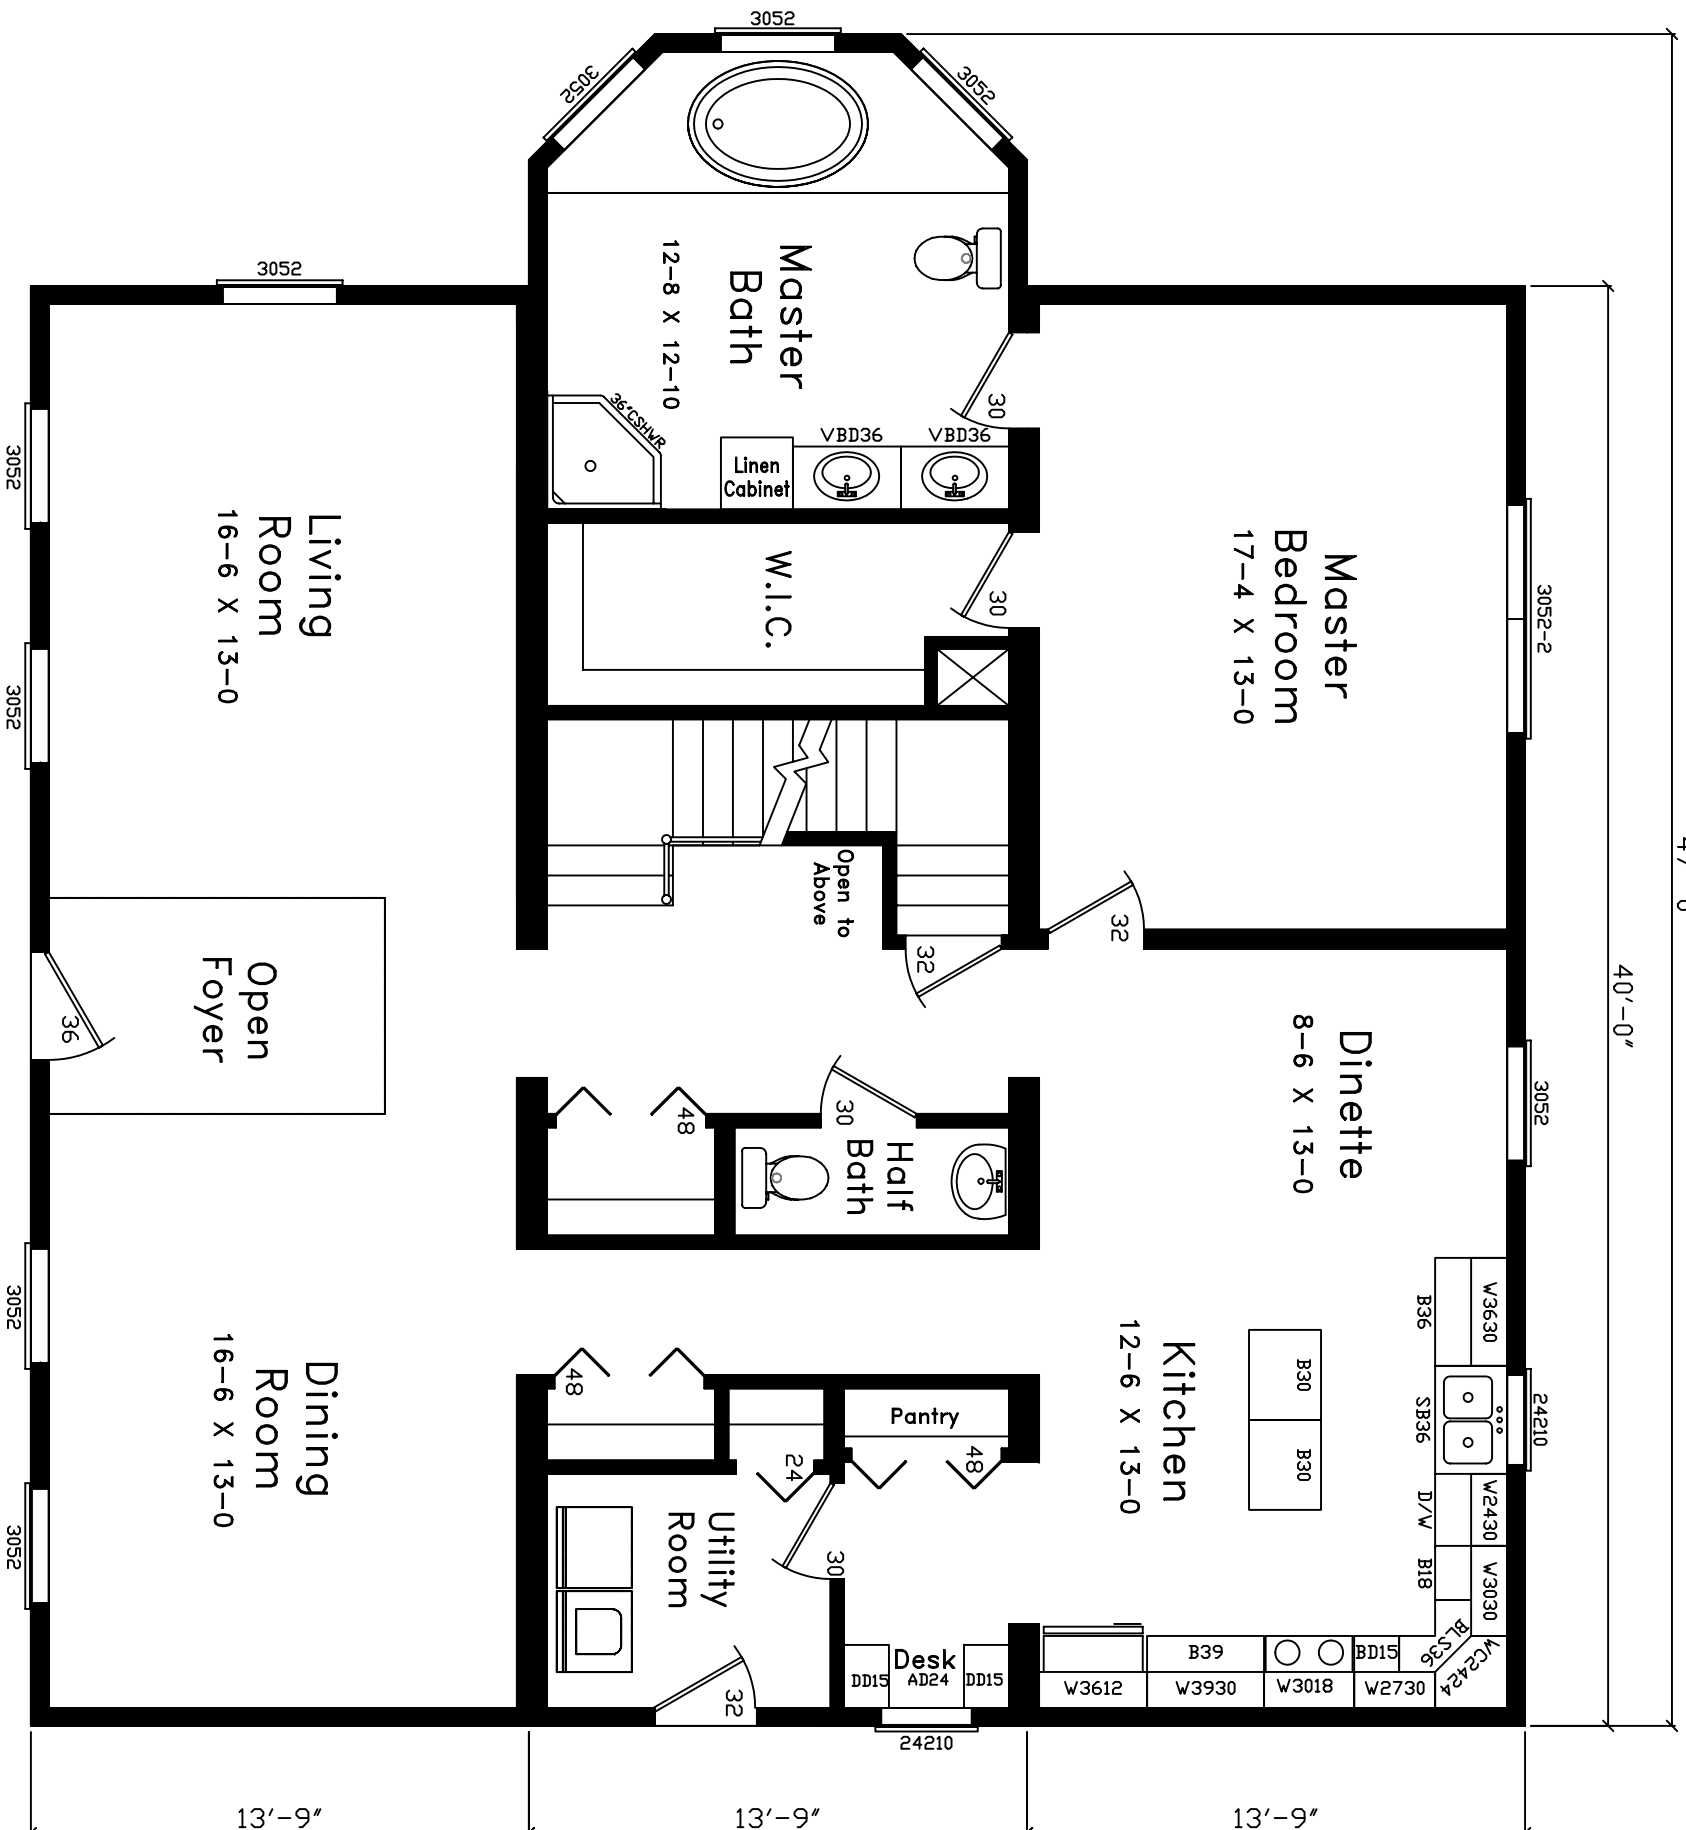 3052
3052
3052
47'-0"
40'-0"
Master
Bath
12-8 X 12-10
36"CSHWR
Linen
Cabinet
VBD36
VBD36
30
3052
3052
3052
Living
Room
16-6 X 13-0
W.I.C.
30
Master
Bedroom
17-4 X 13-0
3052-2
Open to
Above
32
32
Open
Foyer
36
Dinette
8-6 X 13-0
3052
48
30
Half
Bath
3052
3052
Dining
Room
16-6 X 13-0
48
24
Pantry
48
Kitchen
12-6 X 13-0
B30
B30
B36
W3630
SB36
24210
D/W
W2430
B18
W3030
BLS36
WC2424
Utility
Room
30
32
Desk
DD15
AD24
DD15
24210
B39
BD15
W3612
W3930
W3018
W2730
13'-9"
13'-9"
13'-9"